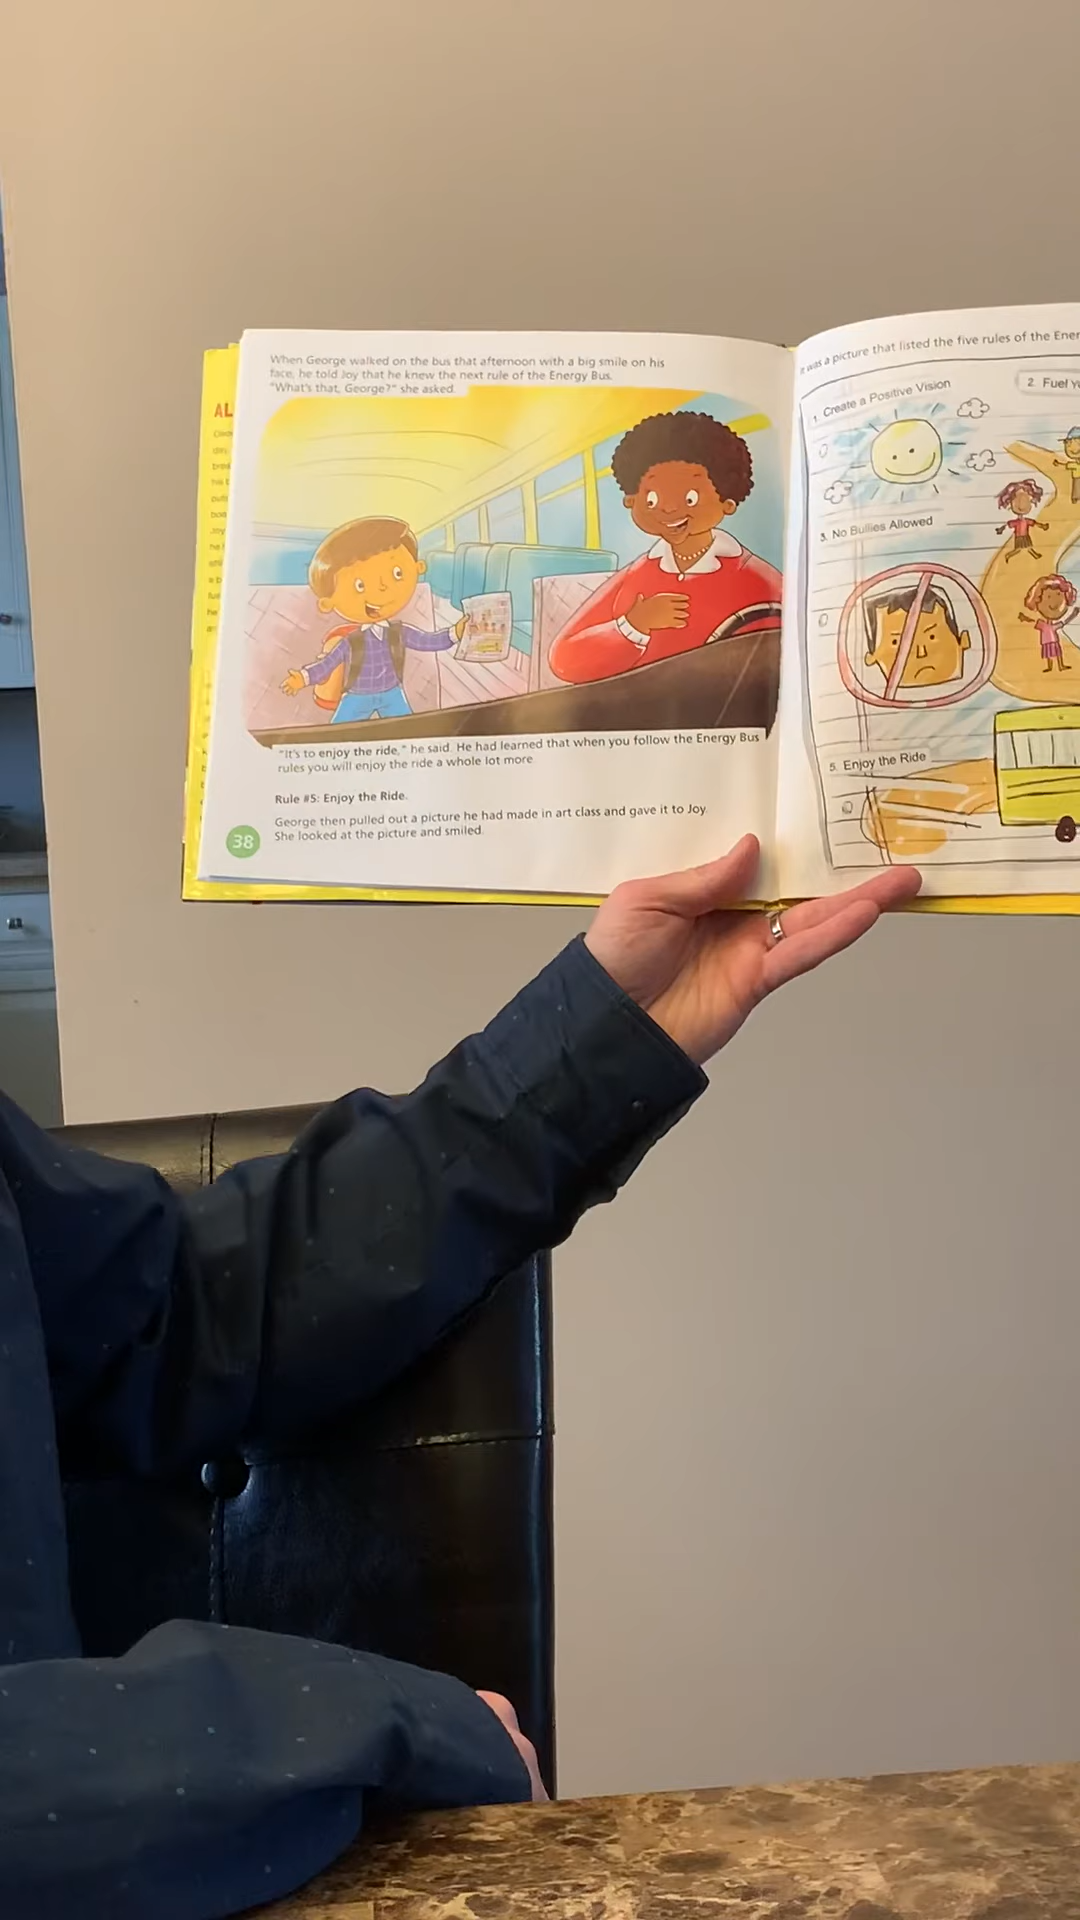 When George walked on the bus that afternoon with a big smile on his
face, he told Joy that he knew the next rule of the Energy Bus.
"What's that, George?" she asked.
"It's to enjoy the ride," he said. He had learned that when you follow the Energy Bus
rules you will enjoy the ride a whole lot more.
Rule #5: Enjoy the Ride.
George then pulled out a picture he had made in art class and gave it to Joy.
She looked at the picture and smiled.
38
AL
It was a picture that listed the five rules of the Ener
1. Create a Positive Vision
2. Fuel y
3. No Bullies Allowed
5. Enjoy the Ride